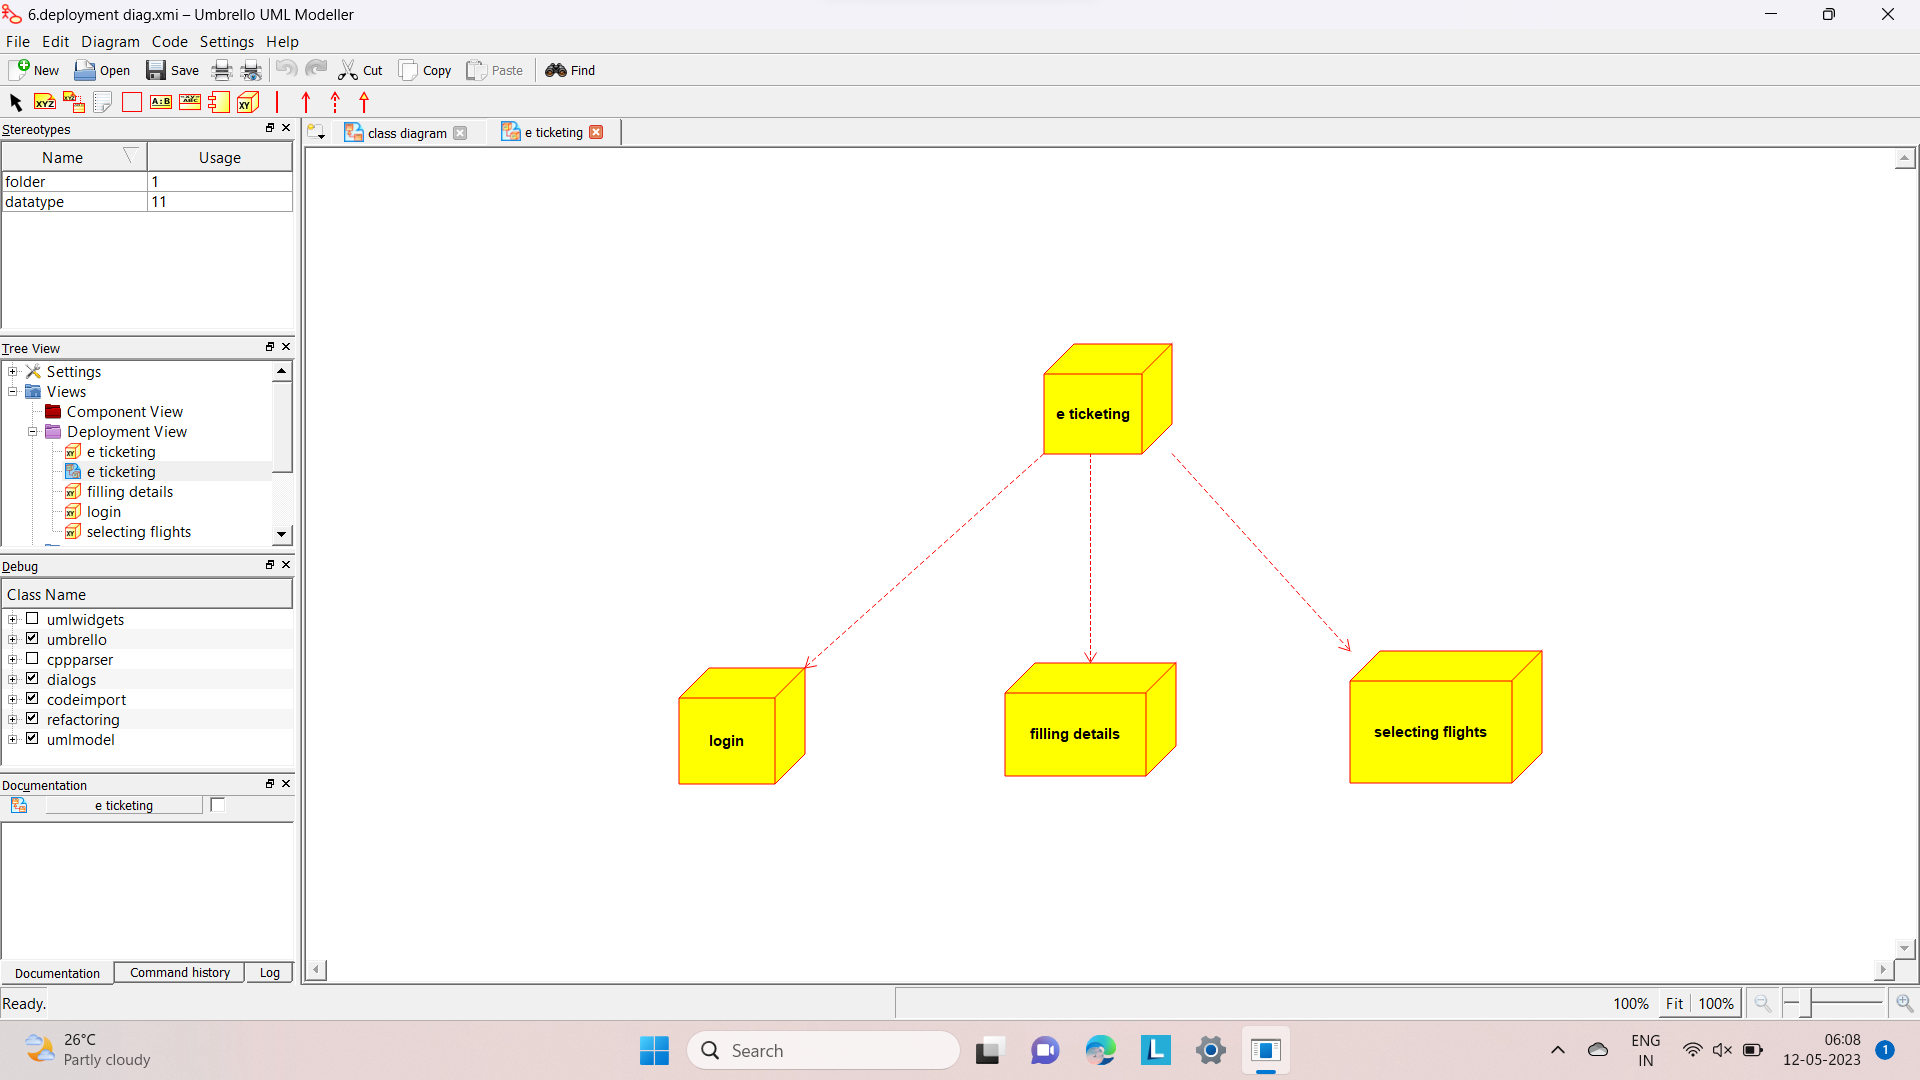 6.deployment diag.xmi – Umbrello UML Modeller
File Edit Diagram Code Settings Help
New Open Save Cut Copy Paste Find
XYZ XYZ A:B ABC XY
Stereotypes
class diagram e ticketing
Name Usage
folder 1
datatype 11
Tree View
Settings
Views
Component View
Deployment View
e ticketing
e ticketing
filling details
login
selecting flights
Debug
Class Name
umlwidgets
umbrello
cppparser
dialogs
codeimport
refactoring
umlmodel
Documentation
e ticketing
Documentation Command history Log
e ticketing
login
filling details
selecting flights
Ready.
100% Fit 100%
26°C
Partly cloudy
Search
L
ENG
IN
06:08
12-05-2023
1